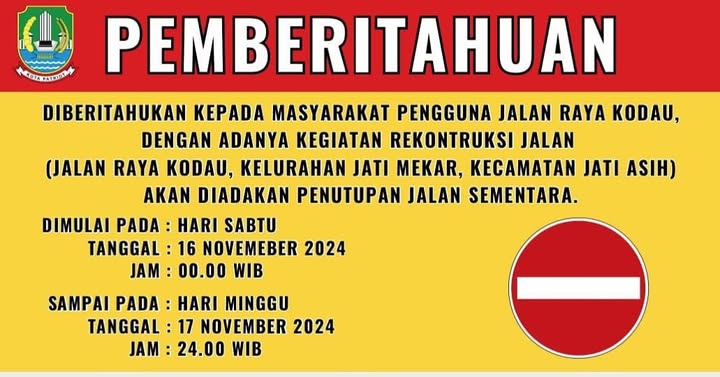 PEMBERITAHUAN
KOTA PATRIOT
DIBERITAHUKAN KEPADA MASYARAKAT PENGGUNA JALAN RAYA KODAU,
DENGAN ADANYA KEGIATAN REKONTRUKSI JALAN
(JALAN RAYA KODAU, KELURAHAN JATI MEKAR, KECAMATAN JATI ASIH)
AKAN DIADAKAN PENUTUPAN JALAN SEMENTARA.
DIMULAI PADA : HARI SABTU
TANGGAL : 16 NOVEMEBER 2024
JAM : 00.00 WIB
SAMPAI PADA : HARI MINGGU
TANGGAL : 17 NOVEMBER 2024
JAM : 24.00 WIB